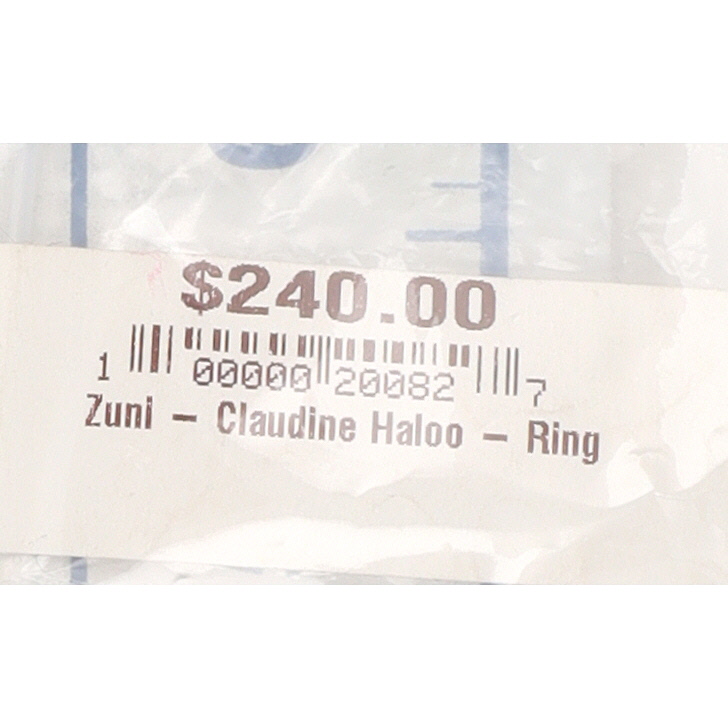 $240.00
1 00000 20082 7
Zuni - Claudine Haloo - Ring